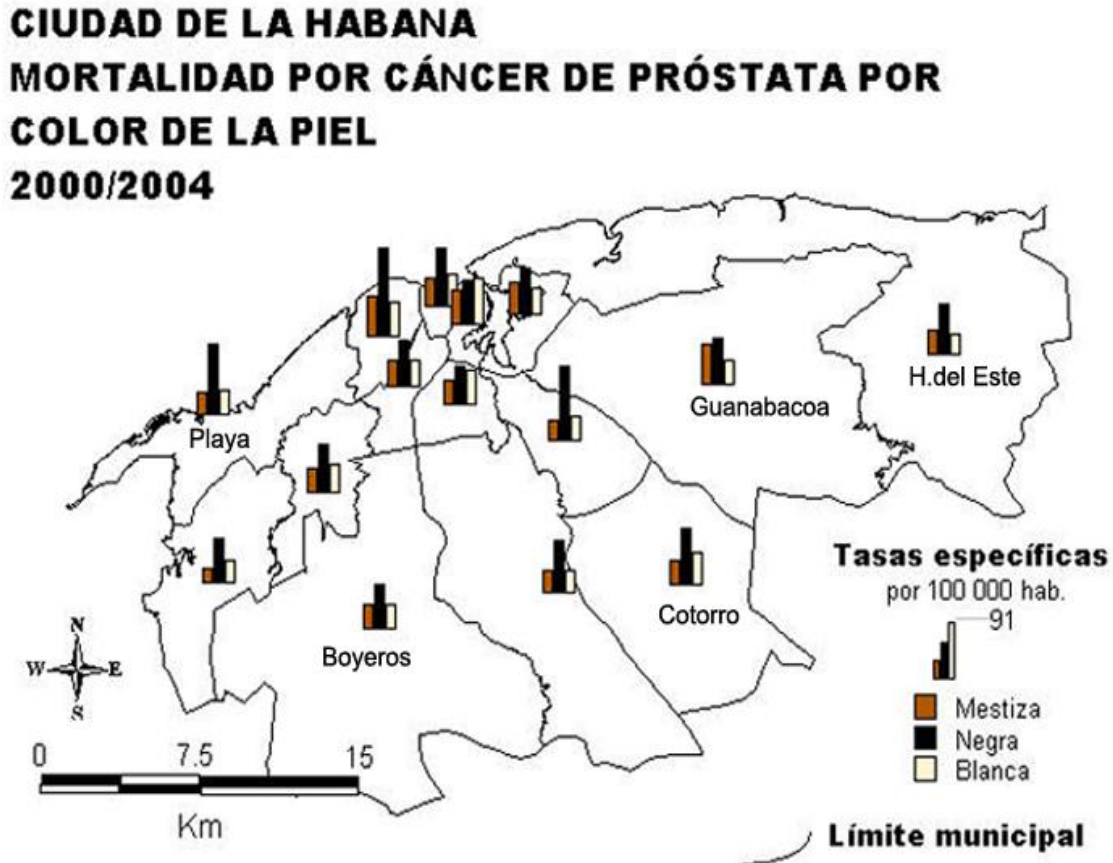 CIUDAD DE LA HABANA
MORTALIDAD POR CÁNCER DE PRÓSTATA POR
COLOR DE LA PIEL
2000/2004
H.del Este
Guanabacoa
Playa
Tasas específicas
por 100 000 hab.
91
Cotorro
Boyeros
N
W E
S
Mestiza
Negra
Blanca
0 7.5 15
Km
Límite municipal